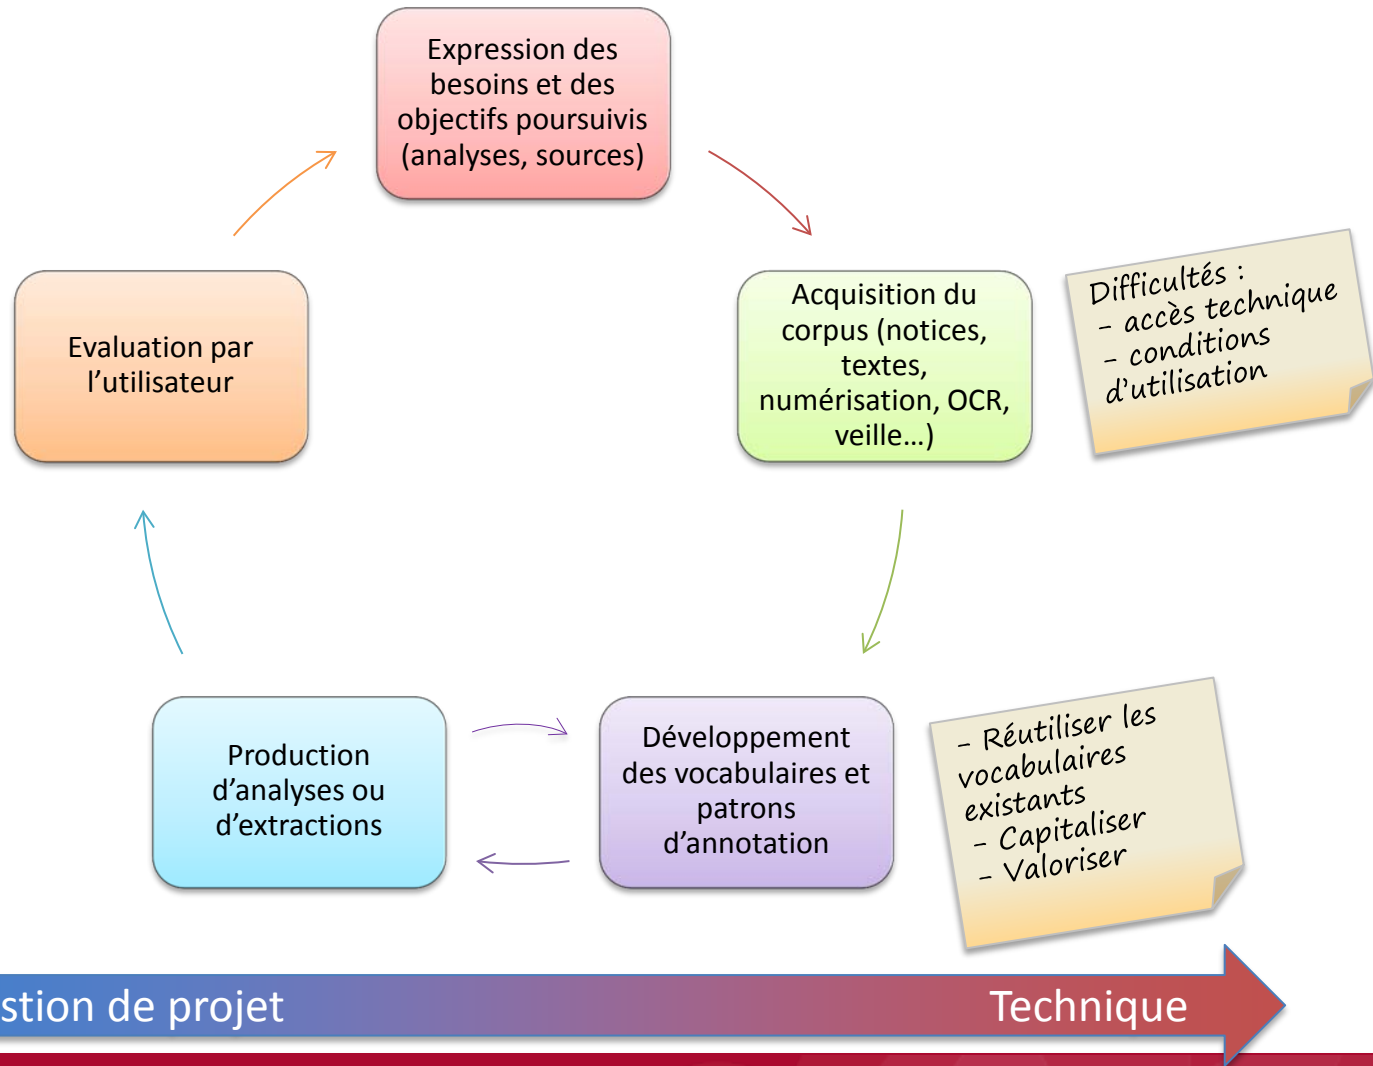 Expression des
besoins et des
objectifs poursuivis
(analyses, sources)
Acquisition du
corpus (notices,
textes,
numérisation, OCR,
veille…)
Difficultés :
- accès technique
- conditions
d'utilisation
Evaluation par
l'utilisateur
Production
d'analyses ou
d'extractions
Développement
des vocabulaires et
patrons
d'annotation
- Réutiliser les
vocabulaires
existants
- Capitaliser
- Valoriser
stion de projet
Technique